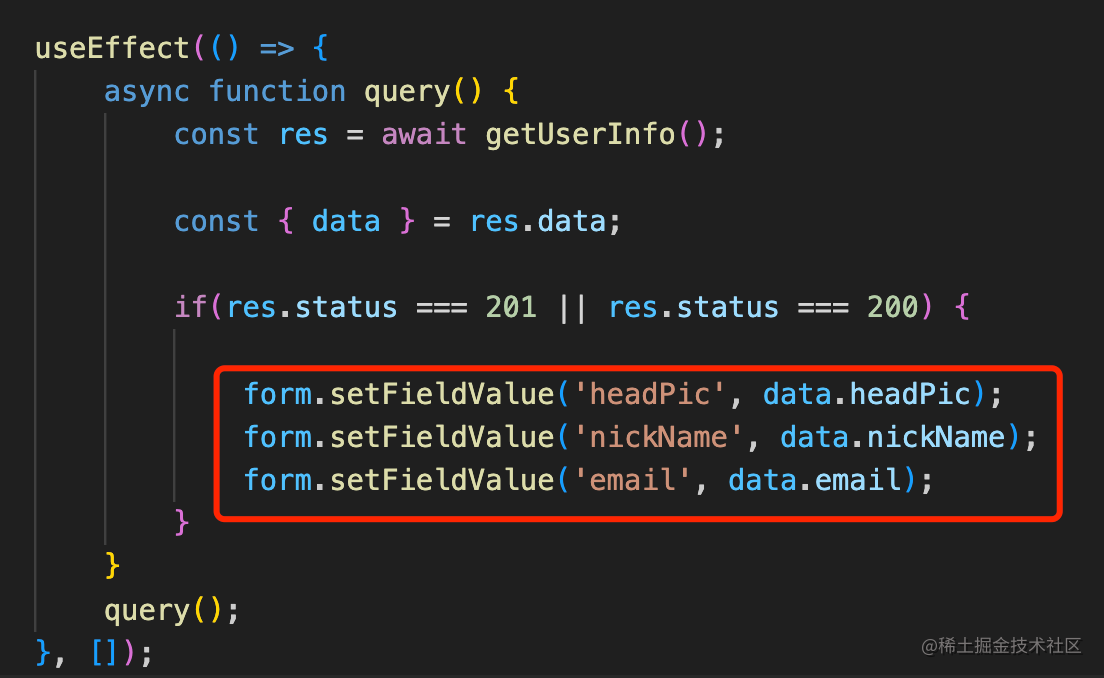 useEffect(() => {
async function query() {
const res = await getUserInfo();
const { data } = res.data;
if(res.status === 201 || res.status === 200) {
form.setFieldValue('headPic', data.headPic);
form.setFieldValue('nickName', data.nickName);
form.setFieldValue('email', data.email);
}
}
query();
}, []);
@稀土掘金技术社区